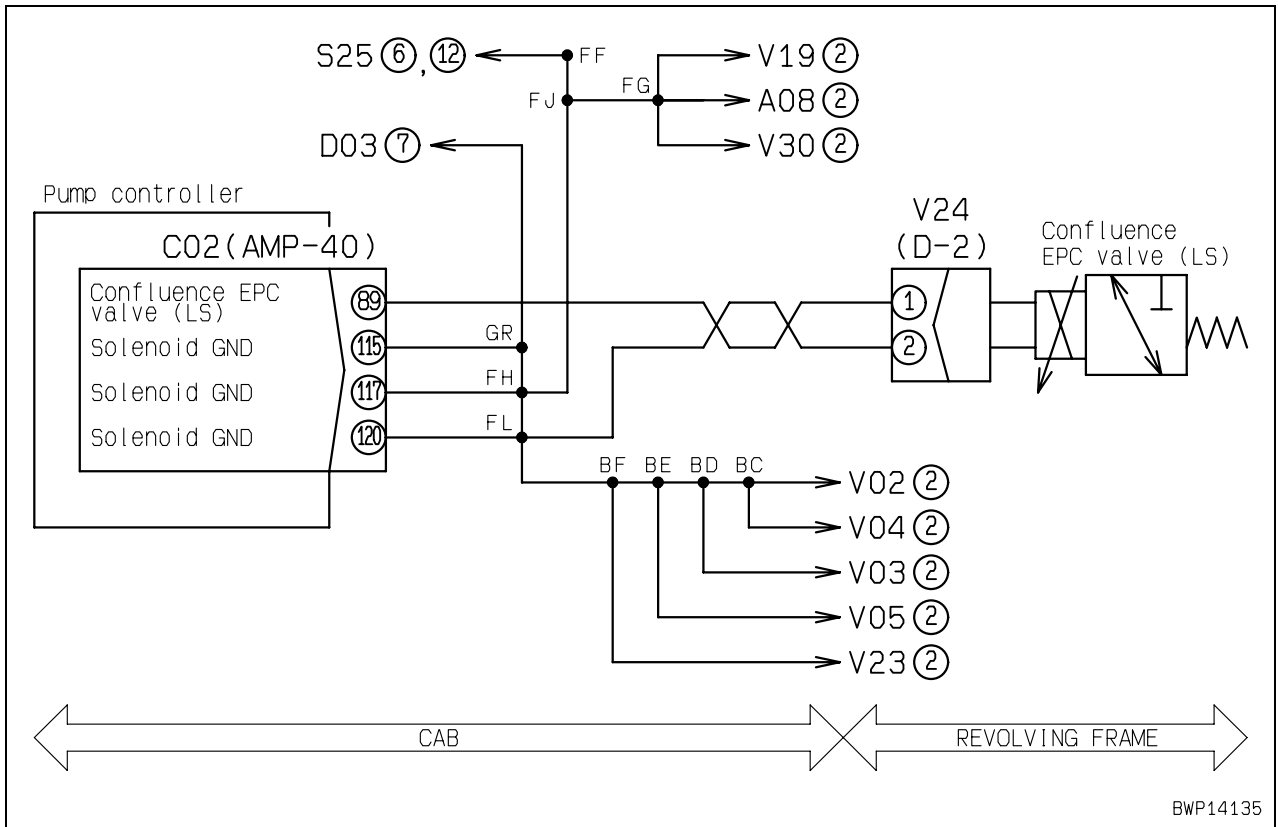 S25 ⑥, ⑫
FF
V19 ②
FJ
FG
A08 ②
D03 ⑦
V30 ②
Pump controller
C02(AMP-40)
V24
(D-2)
Confluence
EPC valve (LS)
Confluence EPC
valve (LS)
89
1
Solenoid GND
115
GR
2
Solenoid GND
117
FH
Solenoid GND
120
FL
BF BE BD BC
V02 ②
V04 ②
V03 ②
V05 ②
V23 ②
CAB
REVOLVING FRAME
BWP14135